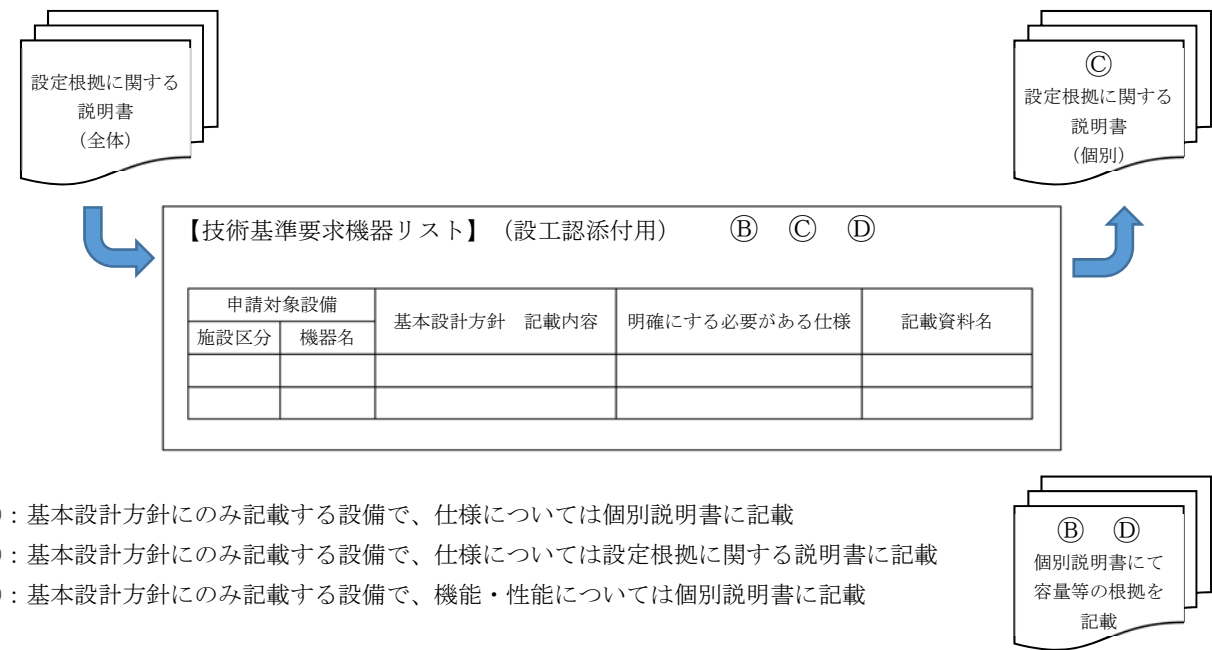 設定根拠に関する
説明書
(全体)
Ⓒ
設定根拠に関する
説明書
(個別)
【技術基準要求機器リスト】(設工認添付用) Ⓑ Ⓒ Ⓓ
申請対象設備
施設区分 機器名 基本設計方針 記載内容 明確にする必要がある仕様 記載資料名
:基本設計方針にのみ記載する設備で、仕様については個別説明書に記載
:基本設計方針にのみ記載する設備で、仕様については設定根拠に関する説明書に記載
:基本設計方針にのみ記載する設備で、機能・性能については個別説明書に記載
Ⓑ Ⓓ
個別説明書にて
容量等の根拠を
記載